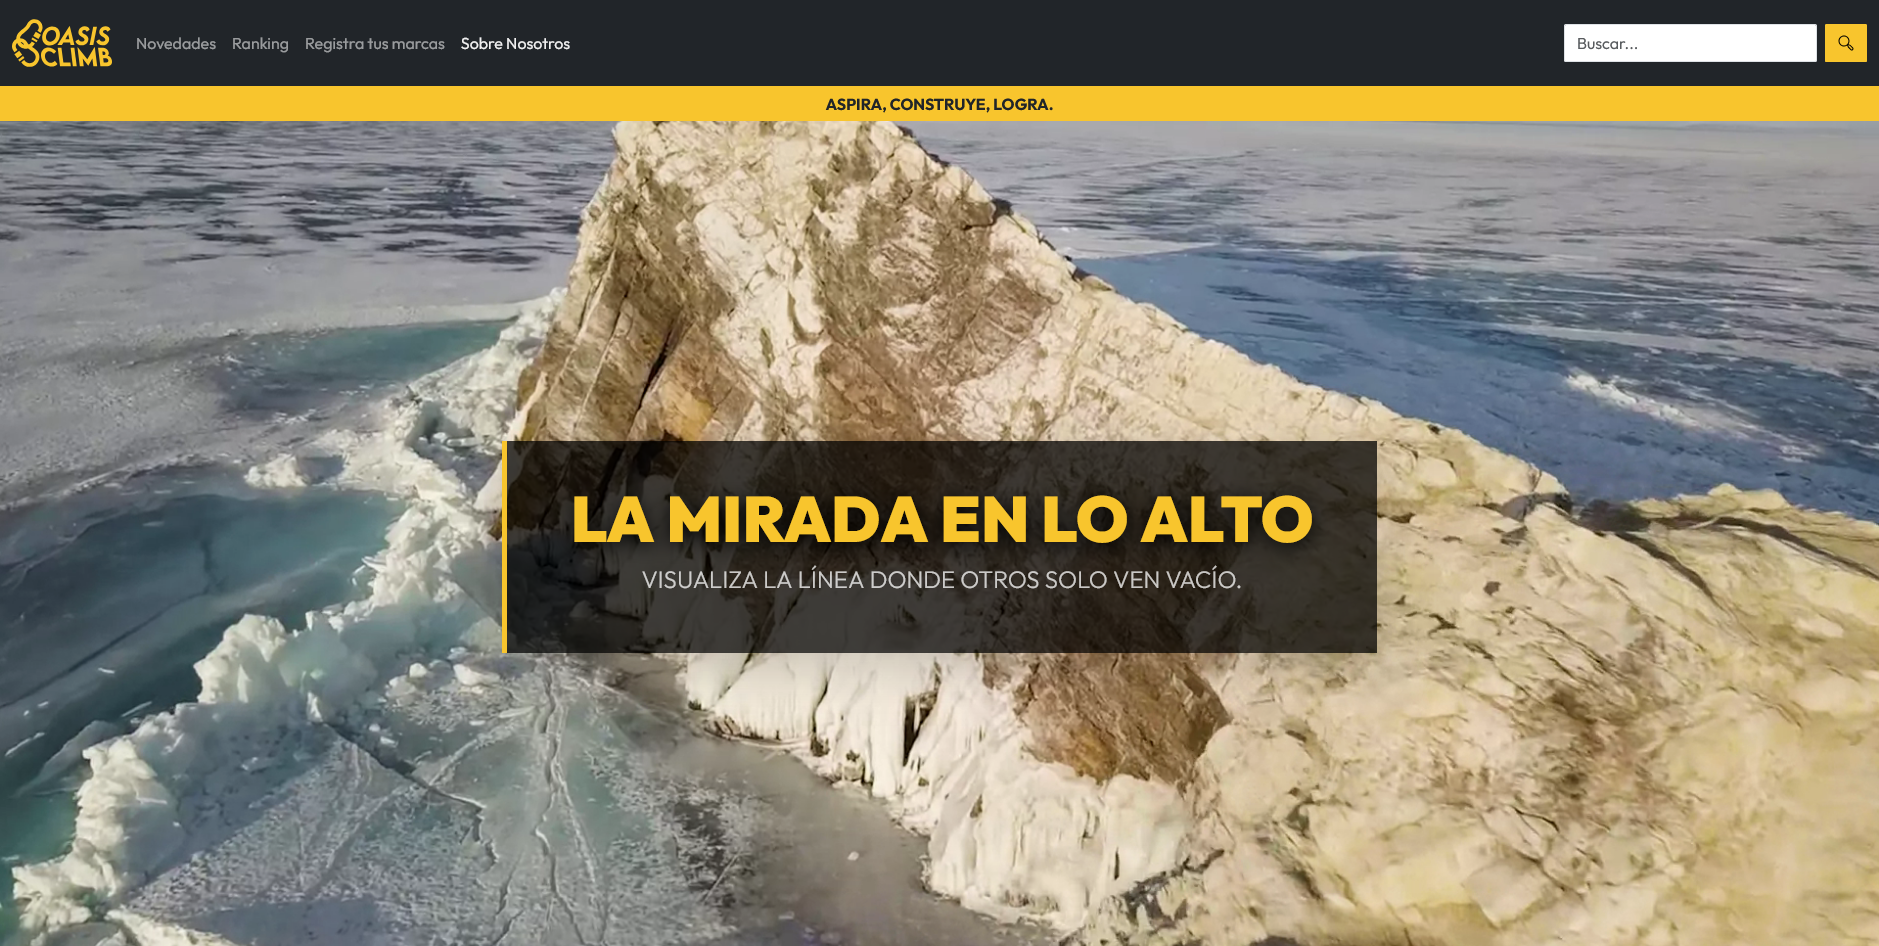 OASIS
CLIMB
Novedades Ranking Registra tus marcas Sobre Nosotros
Buscar...
ASPIRA, CONSTRUYE, LOGRA.
LA MIRADA EN LO ALTO
VISUALIZA LA LÍNEA DONDE OTROS SOLO VEN VACÍO.